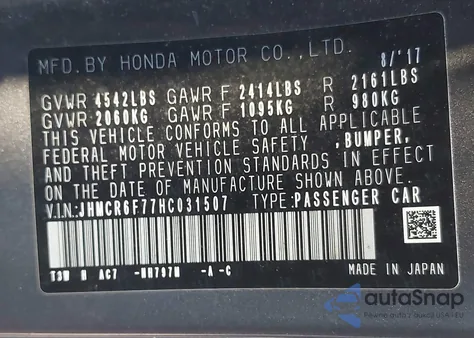 MFD.BY HONDA MOTOR CO.,LTD. 8/'17
GVWR 4542LBS GAWR F 2414LBS R 2161LBS
GVWR 2060KG GAWR F 1095KG R 980KG
THIS VEHICLE CONFORMS TO ALL APPLICABLE
FEDERAL MOTOR VEHICLE SAFETY ,BUMPER,
AND THEFT PREVENTION STANDARDS IN EFFECT
ON THE DATE OF MANUFACTURE SHOWN ABOVE.
V.I.N:JHMCR6F77HC031507 TYPE:PASSENGER CAR
AC7 -NH797M -A -C
MADE IN JAPAN
autoSnap